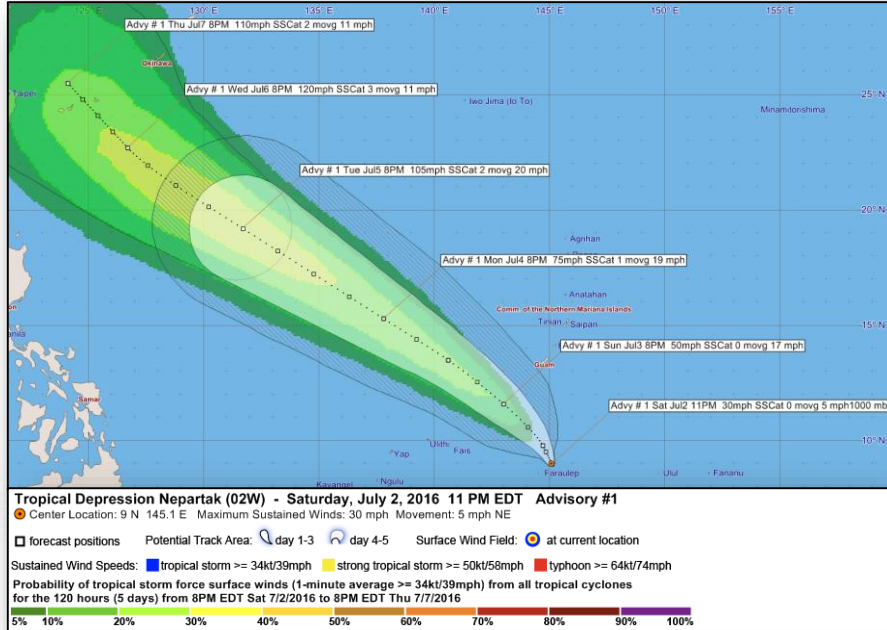 125° E 130° E 135° E 140° E 145° E 150° E 155° E
Advy # 1 Thu Jul7 8PM 110mph SSCat 2 movg 11 mph
Okinawa
Advy # 1 Wed Jul6 8PM 120mph SSCat 3 movg 11 mph
Taipei
25° N
Iwo Jima (Io To)
Minamitorishima
Advy # 1 Tue Jul5 8PM 105mph SSCat 2 movg 20 mph
20° N
Agrihan
Advy # 1 Mon Jul4 8PM 75mph SSCat 1 movg 19 mph
Anatahan
Comm. of the Northern Mariana Islands
Tinian Saipan
15° N
Advy # 1 Sun Jul3 8PM 50mph SSCat 0 movg 17 mph
Guam
Samar
Advy # 1 Sat Jul2 11PM 30mph SSCat 0 movg 5 mph1000 mb
10° N
Ulithi
Yap Fais
Kayangel Ngulu Faraulep Ulul Fananu
Tropical Depression Nepartak (02W) - Saturday, July 2, 2016 11 PM EDT Advisory #1
Center Location: 9 N 145.1 E Maximum Sustained Winds: 30 mph Movement: 5 mph NE
forecast positions Potential Track Area: day 1-3 day 4-5 Surface Wind Field: at current location
Sustained Wind Speeds: tropical storm >= 34kt/39mph strong tropical storm >= 50kt/58mph typhoon >= 64kt/74mph
Probability of tropical storm force surface winds (1-minute average >= 34kt/39mph) from all tropical cyclones
for the 120 hours (5 days) from 8PM EDT Sat 7/2/2016 to 8PM EDT Thu 7/7/2016
5% 10% 20% 30% 40% 50% 60% 70% 80% 90% 100%